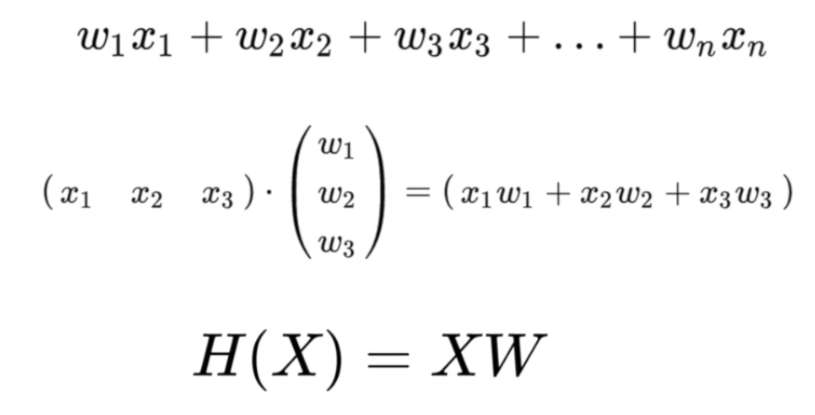 w₁x₁ + w₂x₂ + w₃x₃ + ... + wₙxₙ
( x₁ x₂ x₃ ) · ( w₁ w₂ w₃ ) = ( x₁w₁ + x₂w₂ + x₃w₃ )
H(X) = XW